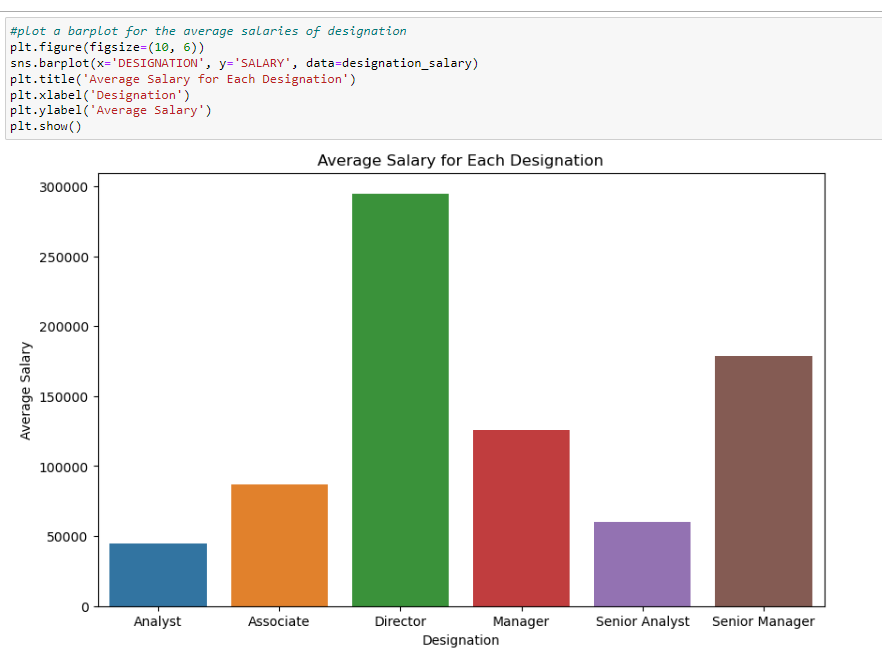 #plot a barplot for the average salaries of designation
plt.figure(figsize=(10, 6))
sns.barplot(x='DESIGNATION', y='SALARY', data=designation_salary)
plt.title('Average Salary for Each Designation')
plt.xlabel('Designation')
plt.ylabel('Average Salary')
plt.show()
Average Salary for Each Designation
300000
250000
200000
150000
100000
50000
0
Average Salary
Analyst Associate Director Manager Senior Analyst Senior Manager
Designation